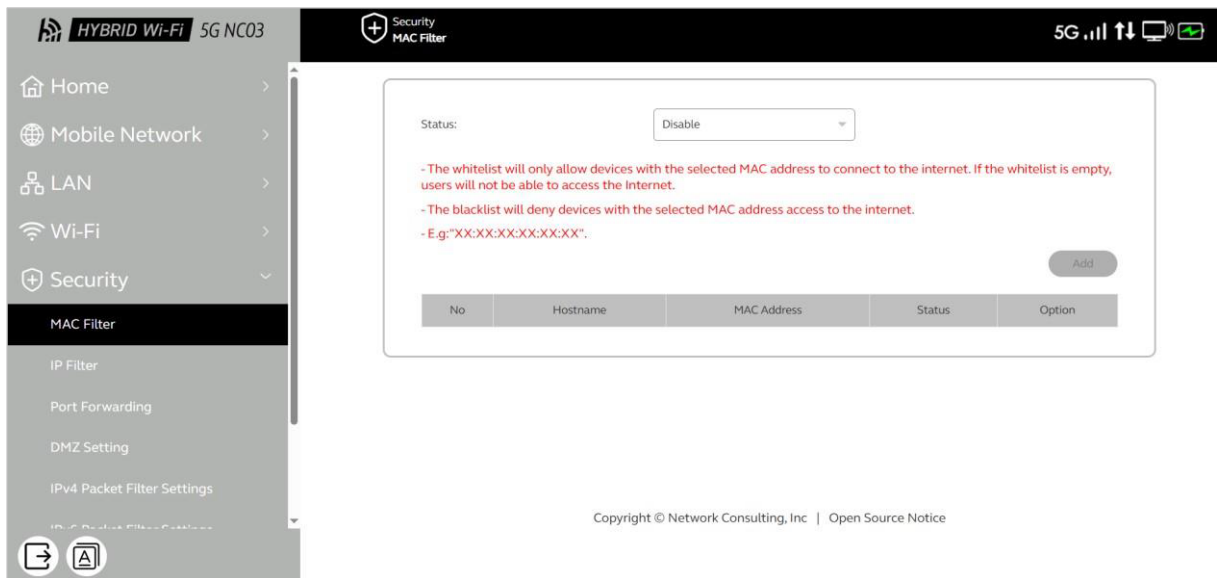 HYBRID Wi-Fi 5G NC03
Security
MAC Filter
5G
Home
Mobile Network
LAN
Wi-Fi
Security
MAC Filter
IP Filter
Port Forwarding
DMZ Setting
IPv4 Packet Filter Settings
IPv6 Packet Filter Settings
A
Status:
Disable
- The whitelist will only allow devices with the selected MAC address to connect to the internet. If the whitelist is empty,
users will not be able to access the Internet.
- The blacklist will deny devices with the selected MAC address access to the internet.
- E.g:"XX:XX:XX:XX:XX:XX".
Add
No Hostname MAC Address Status Option
Copyright © Network Consulting, Inc | Open Source Notice